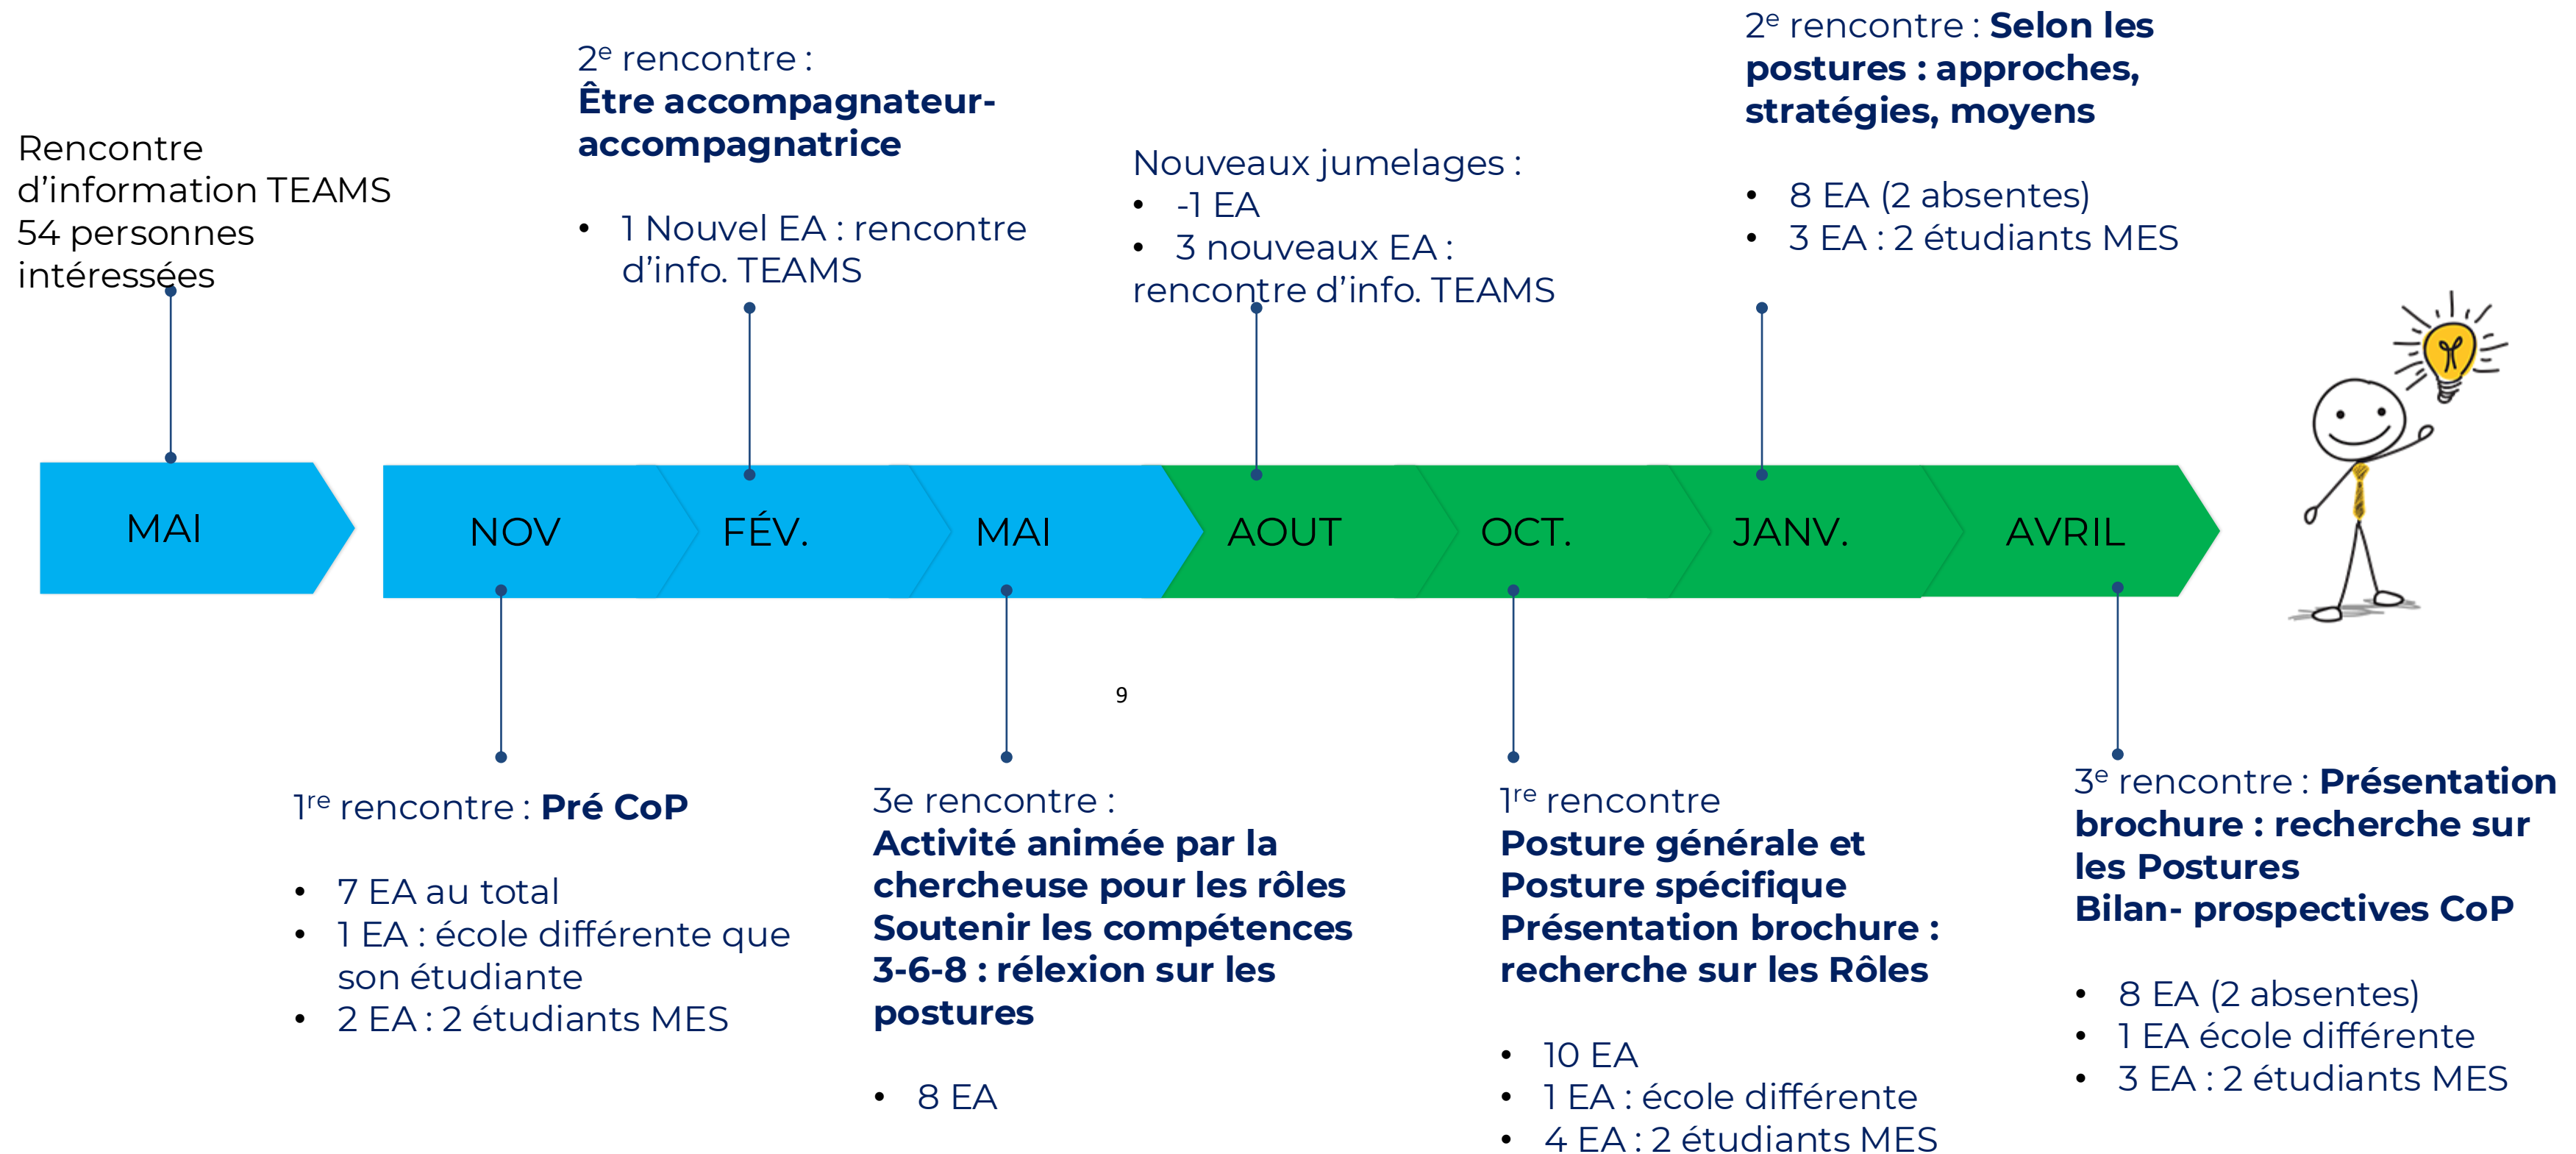 Rencontre
d’information TEAMS
54 personnes
intéressées
2e rencontre :
Être accompagnateur-
accompagnatrice
• 1 Nouvel EA : rencontre
d’info. TEAMS
Nouveaux jumelages :
• -1 EA
• 3 nouveaux EA :
rencontre d’info. TEAMS
2e rencontre : Selon les
postures : approches,
stratégies, moyens
• 8 EA (2 absentes)
• 3 EA : 2 étudiants MES
MAI
NOV
FÉV.
MAI
AOUT
OCT.
JANV.
AVRIL
9
1re rencontre : Pré CoP
• 7 EA au total
• 1 EA : école différente que
son étudiante
• 2 EA : 2 étudiants MES
3e rencontre :
Activité animée par la
chercheuse pour les rôles
Soutenir les compétences
3-6-8 : rélexion sur les
postures
• 8 EA
1re rencontre
Posture générale et
Posture spécifique
Présentation brochure :
recherche sur les Rôles
• 10 EA
• 1 EA : école différente
• 4 EA : 2 étudiants MES
3e rencontre : Présentation
brochure : recherche sur
les Postures
Bilan- prospectives CoP
• 8 EA (2 absentes)
• 1 EA école différente
• 3 EA : 2 étudiants MES